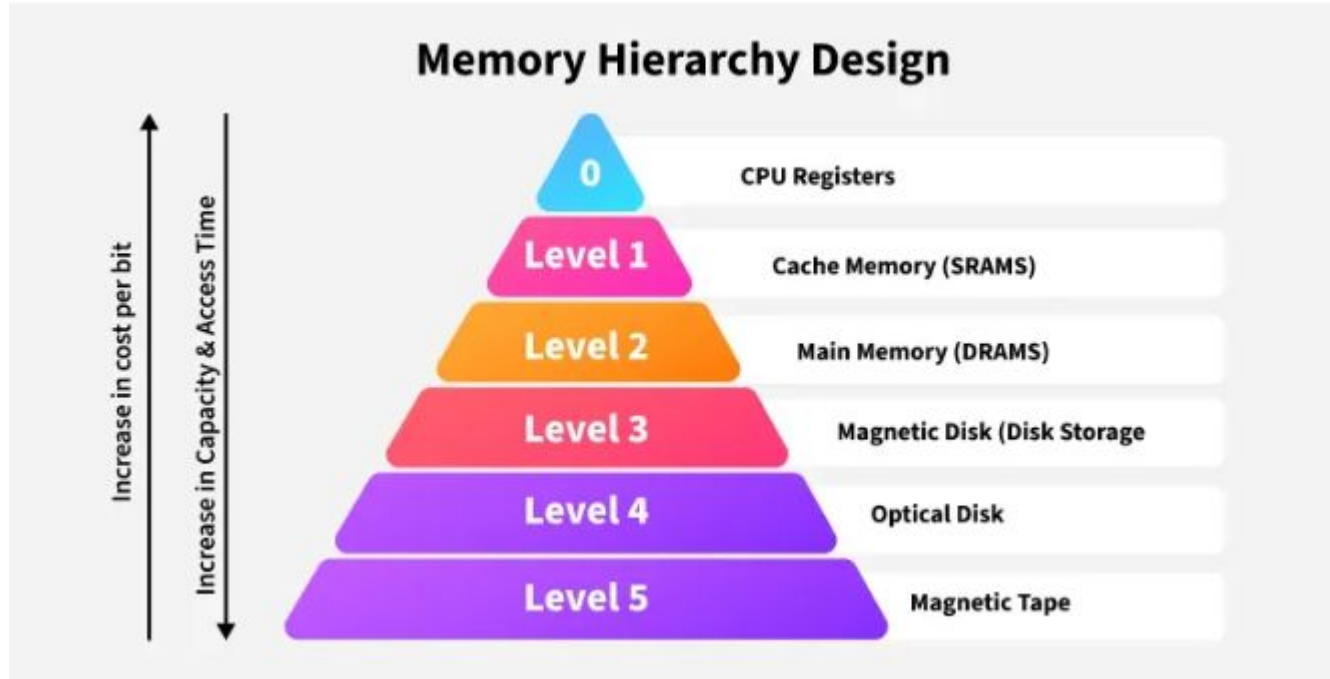 Memory Hierarchy Design
Increase in cost per bit
Increase in Capacity & Access Time
0
CPU Registers
Level 1
Cache Memory (SRAMS)
Level 2
Main Memory (DRAMS)
Level 3
Magnetic Disk (Disk Storage
Level 4
Optical Disk
Level 5
Magnetic Tape